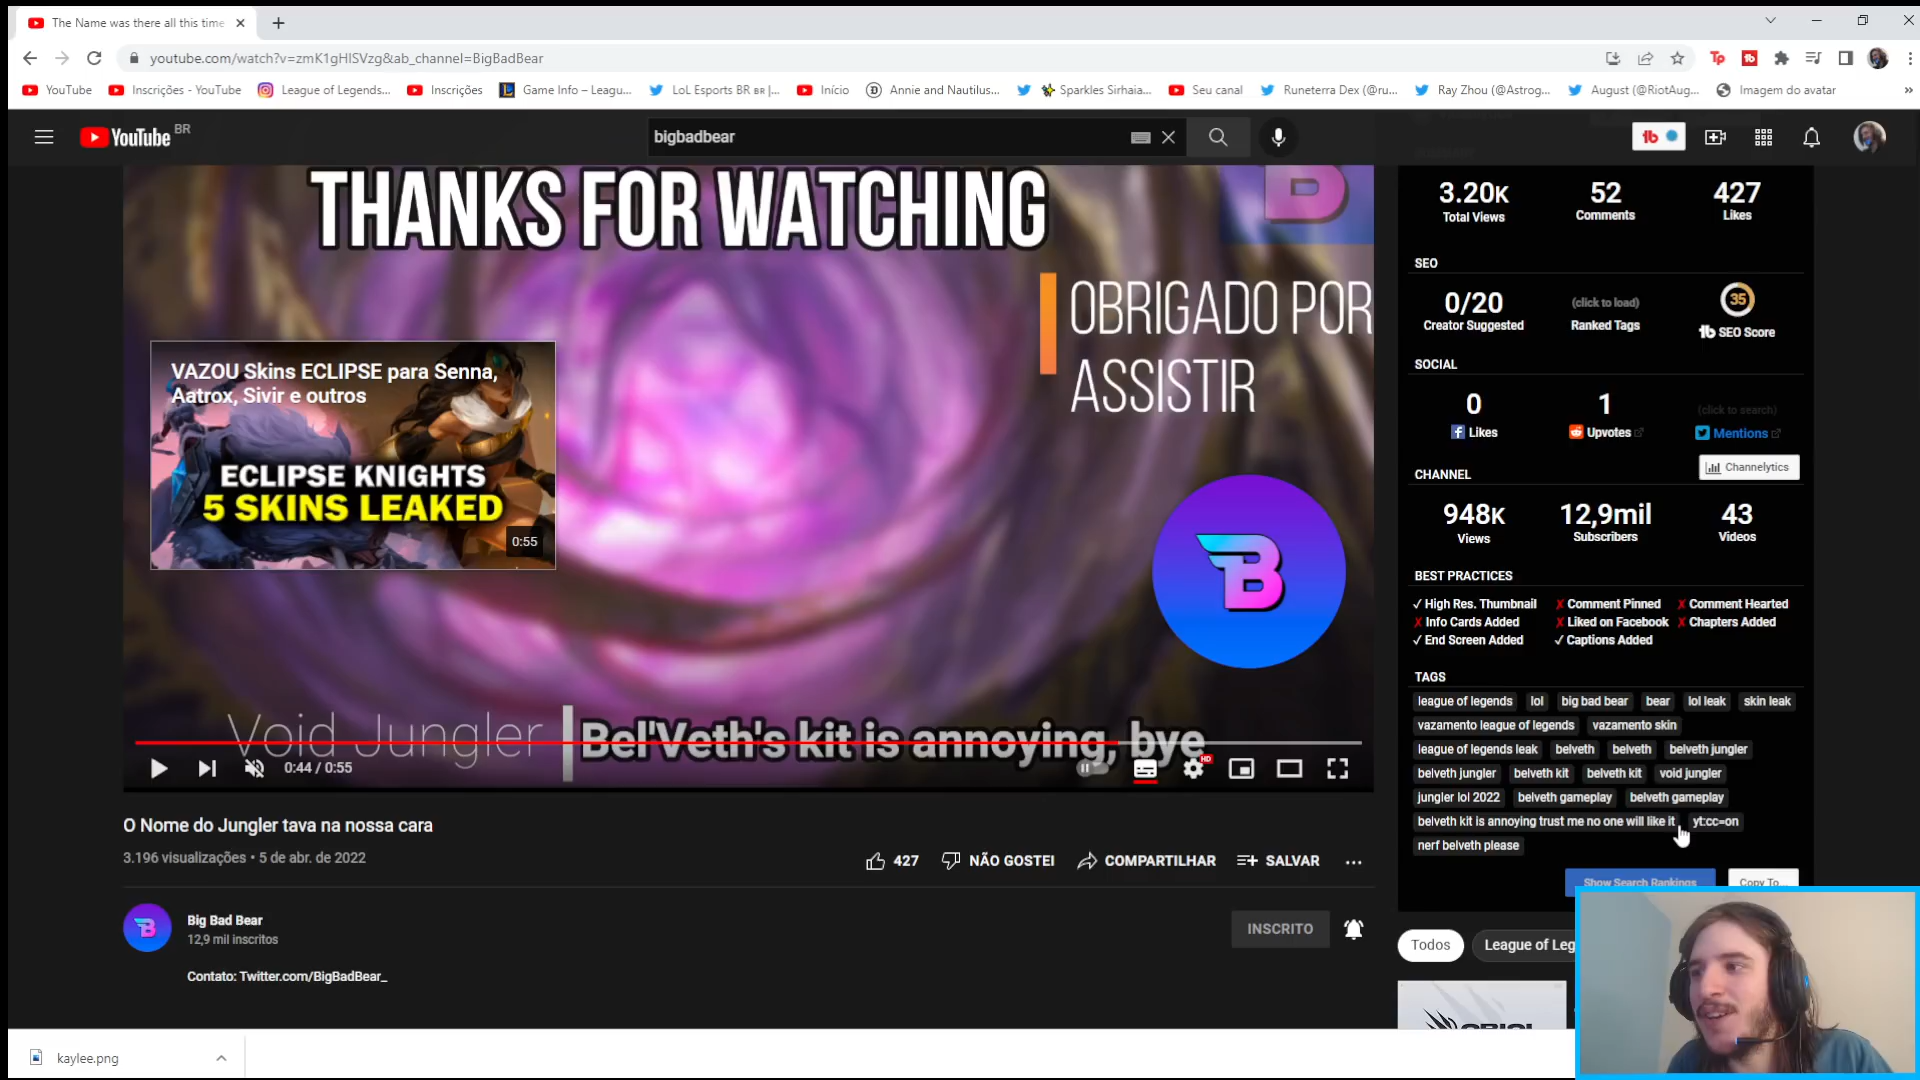 The Name was there all this time
youtube.com/watch?v=zmK1gHlSVzg&ab_channel=BigBadBear
YouTube
Inscrições - YouTube
League of Legends...
Inscrições
Game Info – Leagu...
LoL Esports BR 🇧🇷 |...
Início
Annie and Nautilus...
Sparkles Sirhaia...
Seu canal
Runeterra Dex (@ru...
Ray Zhou (@Astrog...
August (@RiotAug...
Imagem do avatar
YouTube BR
bigbadbear
THANKS FOR WATCHING
OBRIGADO POR
ASSISTIR
VAZOU Skins ECLIPSE para Senna,
Aatrox, Sivir e outros
ECLIPSE KNIGHTS
5 SKINS LEAKED
0:55
Void Jungler
Bel'Veth's kit is annoying, bye
0:44 / 0:55
HD
O Nome do Jungler tava na nossa cara
3.196 visualizações • 5 de abr. de 2022
427
NÃO GOSTEI
COMPARTILHAR
SALVAR
Big Bad Bear
12,9 mil inscritos
INSCRITO
Contato: Twitter.com/BigBadBear_
3.20K 52 427
Total Views Comments Likes
SEO
0/20 (click to load) 35
Creator Suggested Ranked Tags SEO Score
SOCIAL
0 1 (click to search)
Likes Upvotes Mentions
CHANNEL
Channelytics
948K 12,9mil 43
Views Subscribers Videos
BEST PRACTICES
✓ High Res. Thumbnail ✗ Comment Pinned ✗ Comment Hearted
✗ Info Cards Added ✗ Liked on Facebook ✗ Chapters Added
✓ End Screen Added ✓ Captions Added
TAGS
league of legends lol big bad bear bear lol leak skin leak
vazamento league of legends vazamento skin
league of legends leak belveth belveth belveth jungler
belveth jungler belveth kit belveth kit void jungler
jungler lol 2022 belveth gameplay belveth gameplay
belveth kit is annoying trust me no one will like it yt:cc=on
nerf belveth please
Show Search Rankings Copy To...
Todos
League of Leg
kaylee.png